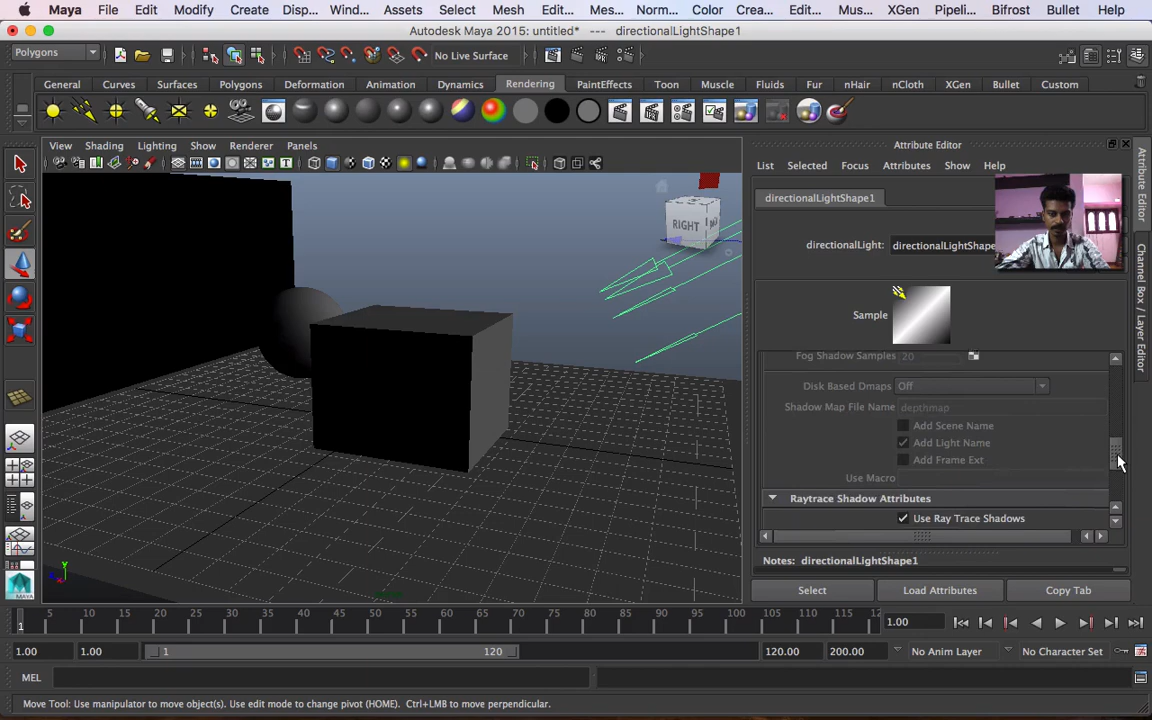 Maya File Edit Modify Create Disp... Wind... Assets Select Mesh Edit... Mes... Norm... Color Crea... Edit... Mus... XGen Pipeli... Bifrost Bullet Help
Autodesk Maya 2015: untitled* --- directionalLightShape1
Polygons No Live Surface
General Curves Surfaces Polygons Deformation Animation Dynamics Rendering PaintEffects Toon Muscle Fluids Fur nHair nCloth XGen Bullet Custom
View Shading Lighting Show Renderer Panels
RIGHT
Attribute Editor
List Selected Focus Attributes Show Help
directionalLightShape1
directionalLight: directionalLightShape
Sample
Fog Shadow Samples 20
Disk Based Dmaps Off
Shadow Map File Name depthmap
Add Scene Name
Add Light Name
Add Frame Ext
Use Macro
Raytrace Shadow Attributes
Use Ray Trace Shadows
Notes: directionalLightShape1
Select Load Attributes Copy Tab
Attribute Editor
Channel Box / Layer Editor
MAYA
1 5 10 15 20 25 30 35 40 45 50 55 60 65 70 75 80 85 90 95 100 105 110 115 12
1.00
1.00 1.00 1 120 120.00 200.00 No Anim Layer No Character Set
MEL
Move Tool: Use manipulator to move object(s). Use edit mode to change pivot (HOME). Ctrl+LMB to move perpendicular.